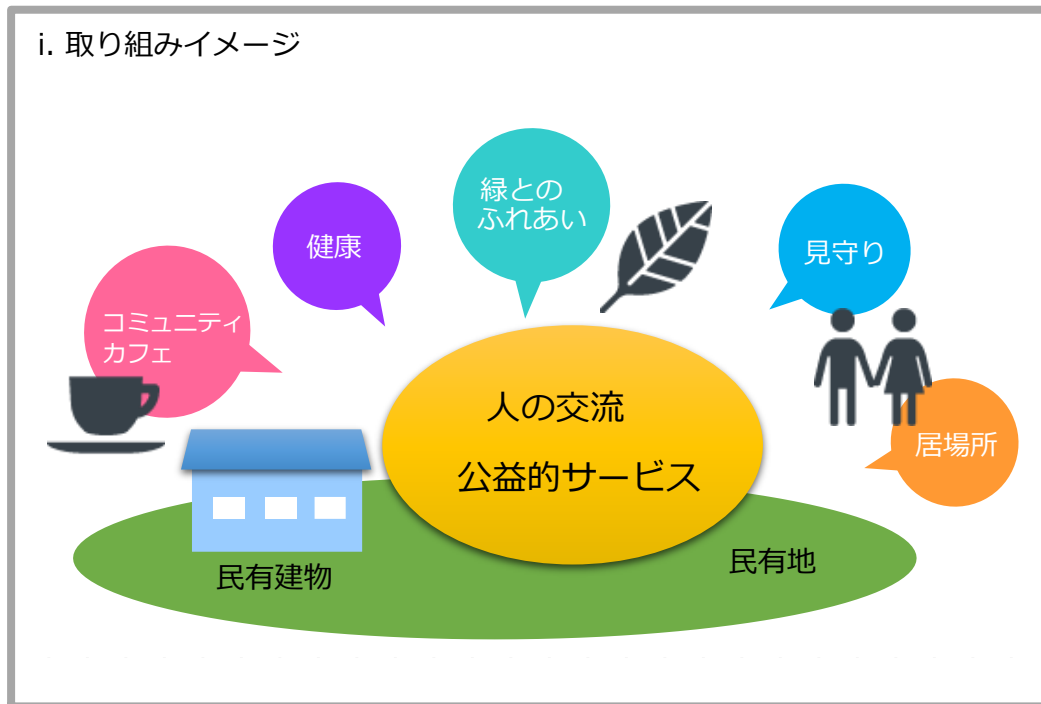 i. 取り組みイメージ
緑との
ふれあい
健康
見守り
コミュニティ
カフェ
人の交流
居場所
公益的サービス
民有地
民有建物